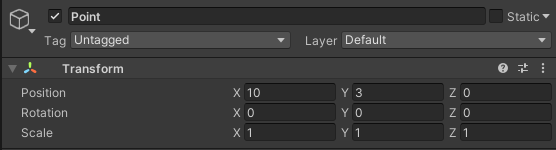 Point Static
Tag Untagged Layer Default
Transform
Position X 10 Y 3 Z 0
Rotation X 0 Y 0 Z 0
Scale X 1 Y 1 Z 1